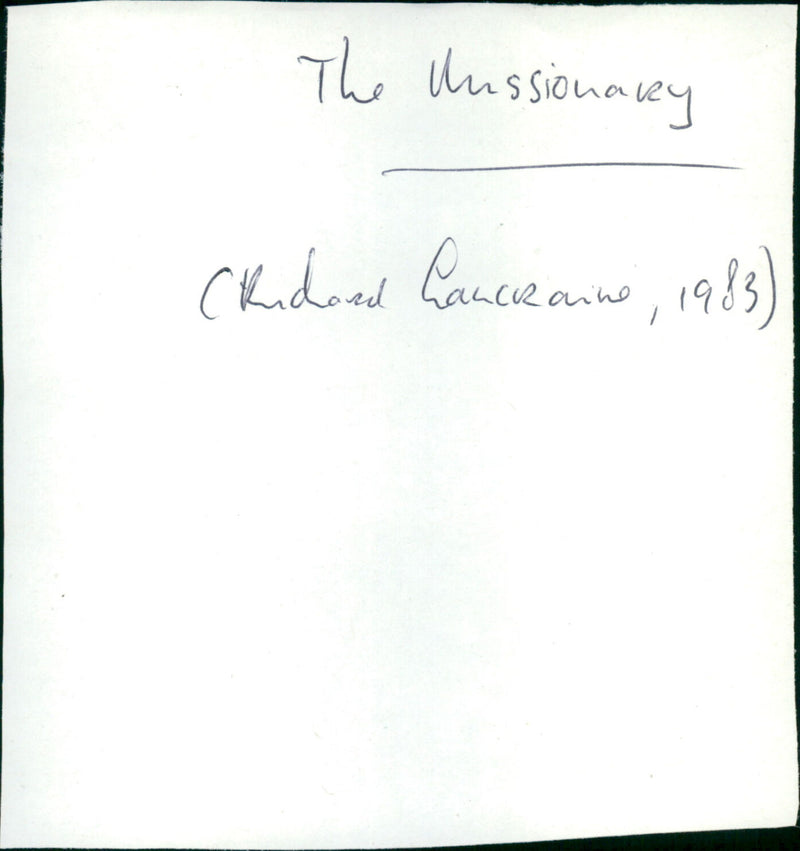 The Missionary
(Richard Loncraine, 1983)